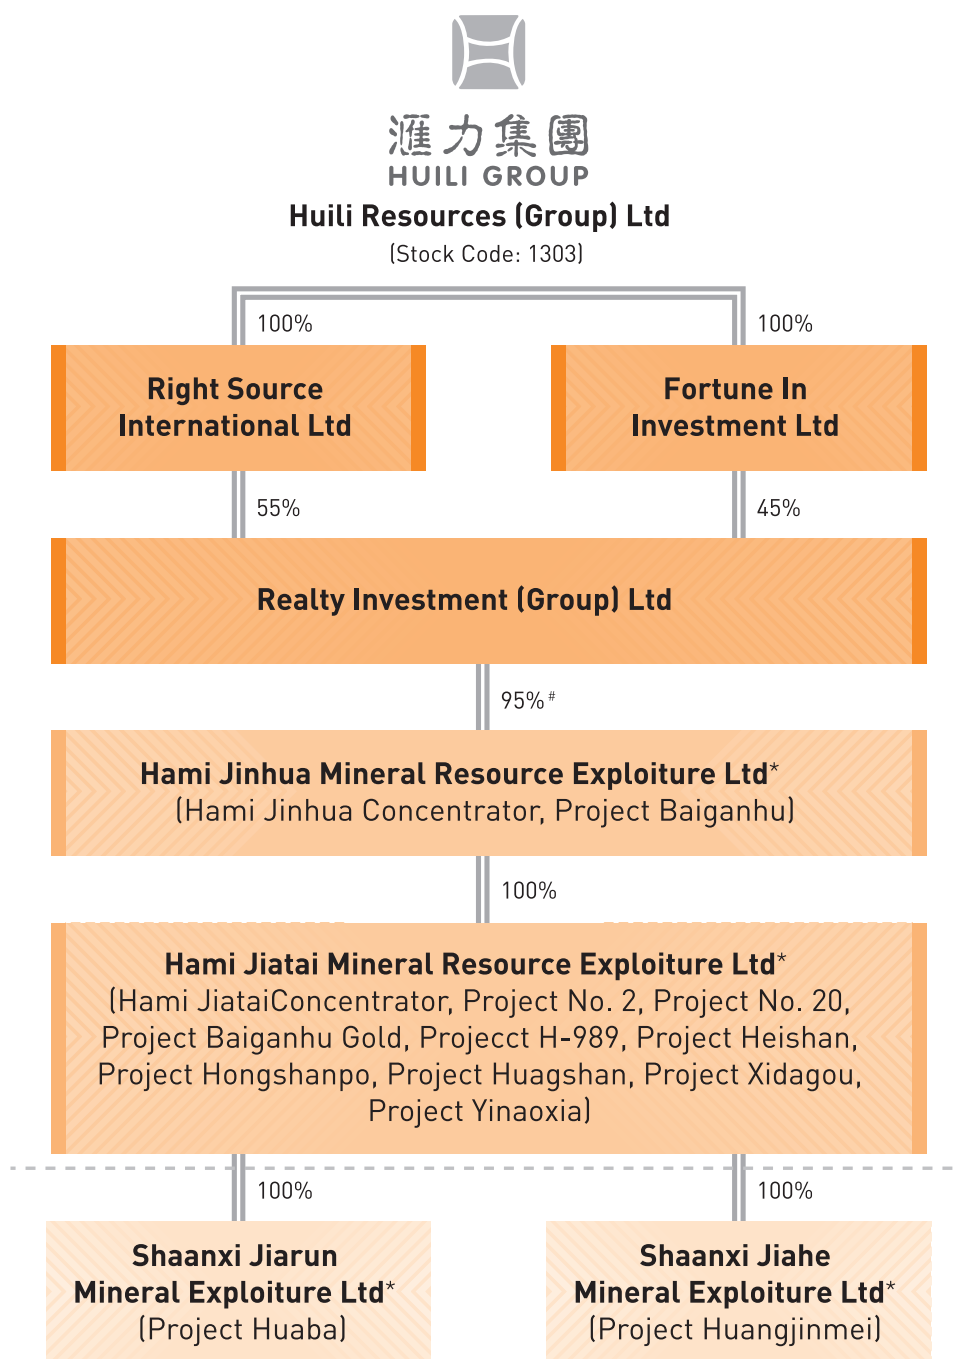 滙力集團
HUILI GROUP
Huili Resources (Group) Ltd
(Stock Code: 1303)
100%
100%
Right Source
International Ltd
Fortune In
Investment Ltd
55%
45%
Realty Investment (Group) Ltd
95%#
Hami Jinhua Mineral Resource Exploiture Ltd*
(Hami Jinhua Concentrator, Project Baiganhu)
100%
Hami Jiatai Mineral Resource Exploiture Ltd*
(Hami JiataiConcentrator, Project No. 2, Project No. 20,
Project Baiganhu Gold, Projecct H-989, Project Heishan,
Project Hongshanpo, Project Huagshan, Project Xidagou,
Project Yinaoxia)
100%
100%
Shaanxi Jiarun
Mineral Exploiture Ltd*
(Project Huaba)
Shaanxi Jiahe
Mineral Exploiture Ltd*
(Project Huangjinmei)